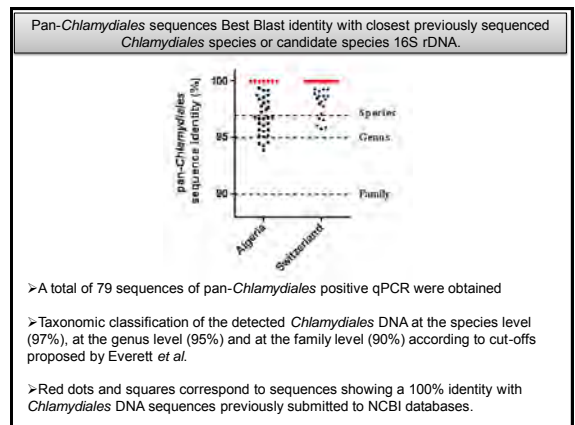 Pan-Chlamydiales sequences Best Blast identity with closest previously sequenced
Chlamydiales species or candidate species 16S rDNA.
pan-Chlamydiales
sequence identity (%)
100
95
90
Species
Genus
Family
Algeria
Switzerland
➢A total of 79 sequences of pan-Chlamydiales positive qPCR were obtained
➢Taxonomic classification of the detected Chlamydiales DNA at the species level
(97%), at the genus level (95%) and at the family level (90%) according to cut-offs
proposed by Everett et al.
➢Red dots and squares correspond to sequences showing a 100% identity with
Chlamydiales DNA sequences previously submitted to NCBI databases.